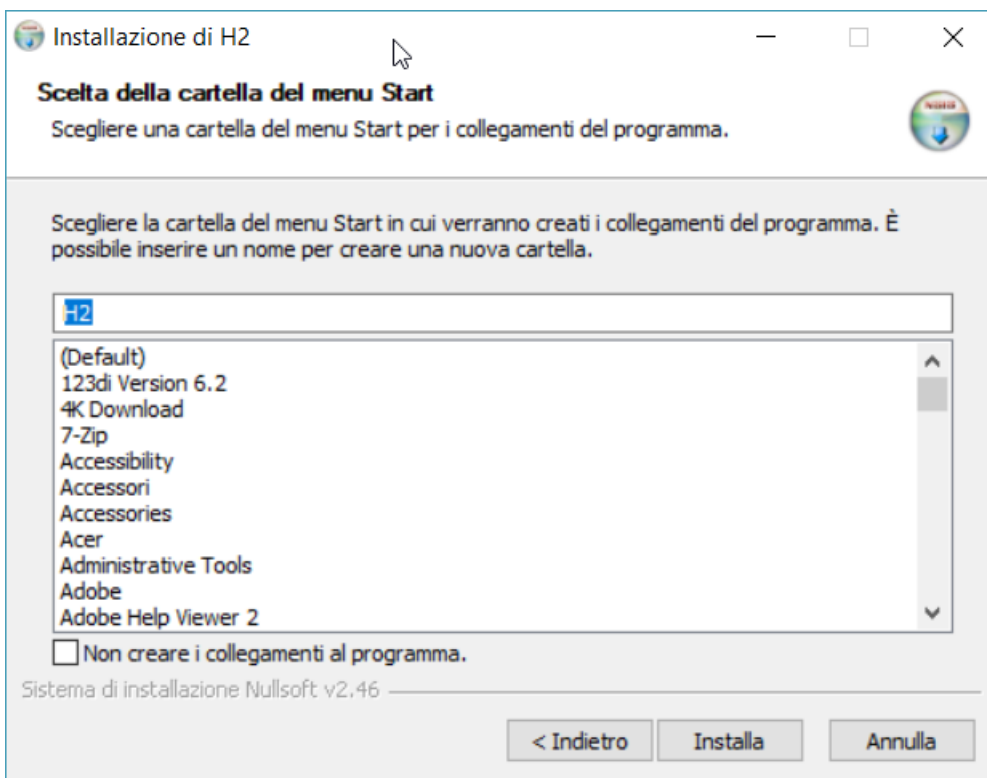 Installazione di H2
Scelta della cartella del menu Start
Scegliere una cartella del menu Start per i collegamenti del programma.
Scegliere la cartella del menu Start in cui verranno creati i collegamenti del programma. È
possibile inserire un nome per creare una nuova cartella.
H2
(Default)
123di Version 6.2
4K Download
7-Zip
Accessibility
Accessori
Accessories
Acer
Administrative Tools
Adobe
Adobe Help Viewer 2
Non creare i collegamenti al programma.
Sistema di installazione Nullsoft v2.46
< Indietro
Installa
Annulla